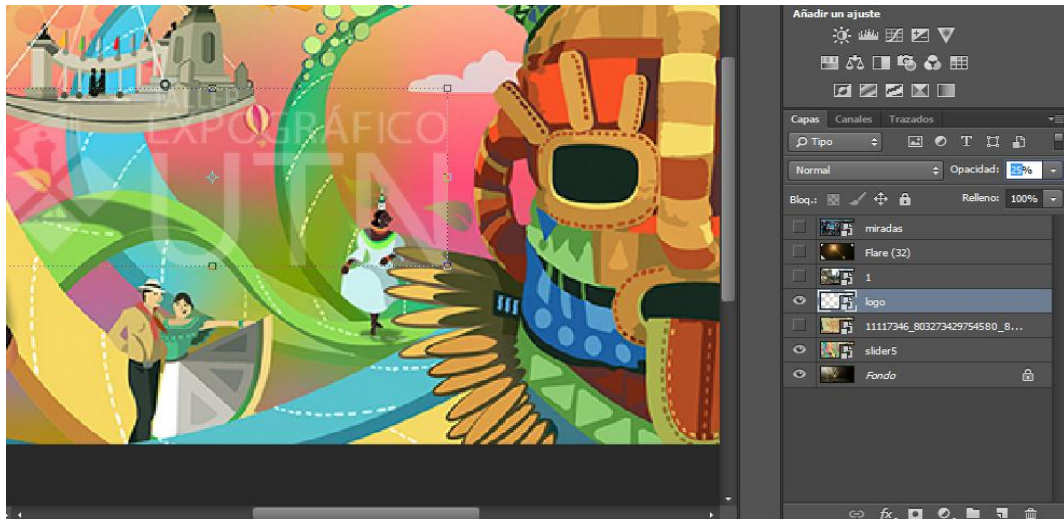 TALLER
EXPOGRÁFICO
UTN
Añadir un ajuste
Capas Canales Trazados
Tipo
Normal Opacidad: 25%
Bloq.: Relleno: 100%
miradas
Flare (32)
1
logo
11117346_803273429754580_8...
slider5
Fondo
fx